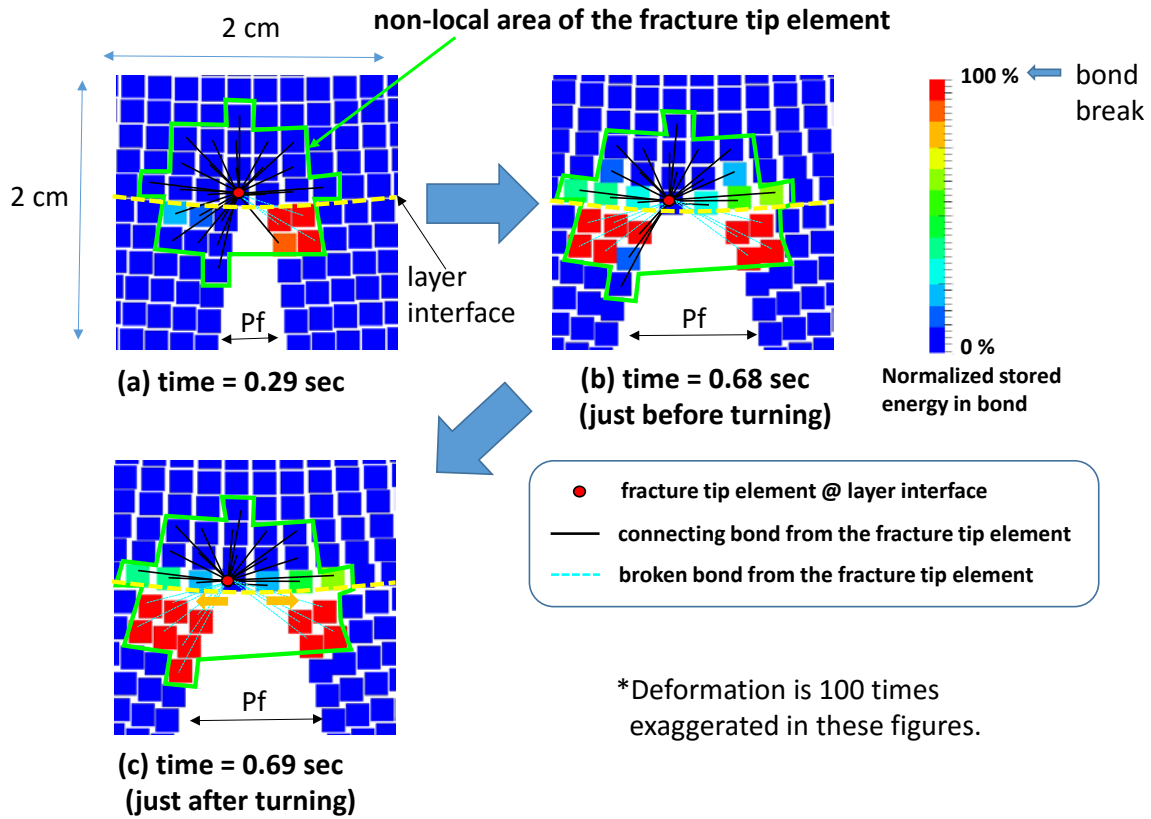 non-local area of the fracture tip element
2 cm
2 cm
100 %
bond
break
layer
interface
Pf
Pf
0 %
(a) time = 0.29 sec
(b) time = 0.68 sec
(just before turning)
Normalized stored
energy in bond
fracture tip element @ layer interface
connecting bond from the fracture tip element
broken bond from the fracture tip element
Pf
*Deformation is 100 times
exaggerated in these figures.
(c) time = 0.69 sec
(just after turning)